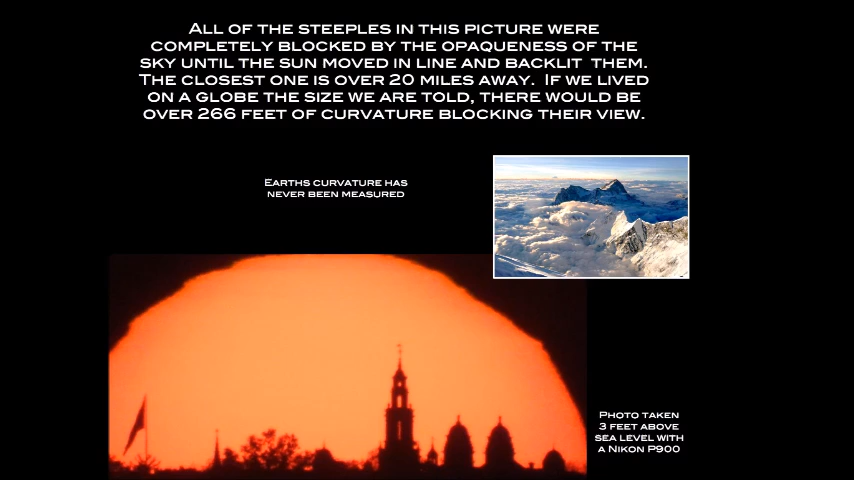 ALL OF THE STEEPLES IN THIS PICTURE WERE
COMPLETELY BLOCKED BY THE OPAQUENESS OF THE
SKY UNTIL THE SUN MOVED IN LINE AND BACKLIT THEM.
THE CLOSEST ONE IS OVER 20 MILES AWAY. IF WE LIVED
ON A GLOBE THE SIZE WE ARE TOLD, THERE WOULD BE
OVER 266 FEET OF CURVATURE BLOCKING THEIR VIEW.
EARTHS CURVATURE HAS
NEVER BEEN MEASURED
PHOTO TAKEN
3 FEET ABOVE
SEA LEVEL WITH
A NIKON P900